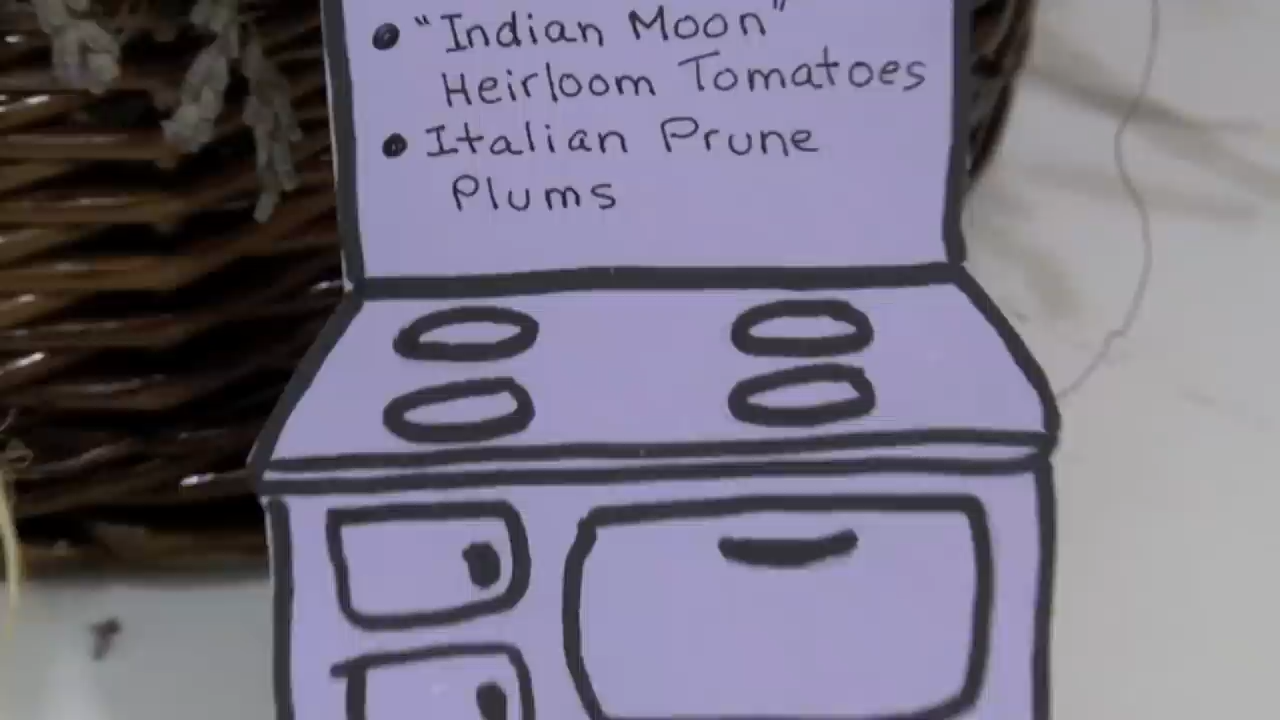 • "Indian Moon"
Heirloom Tomatoes
• Italian Prune
Plums